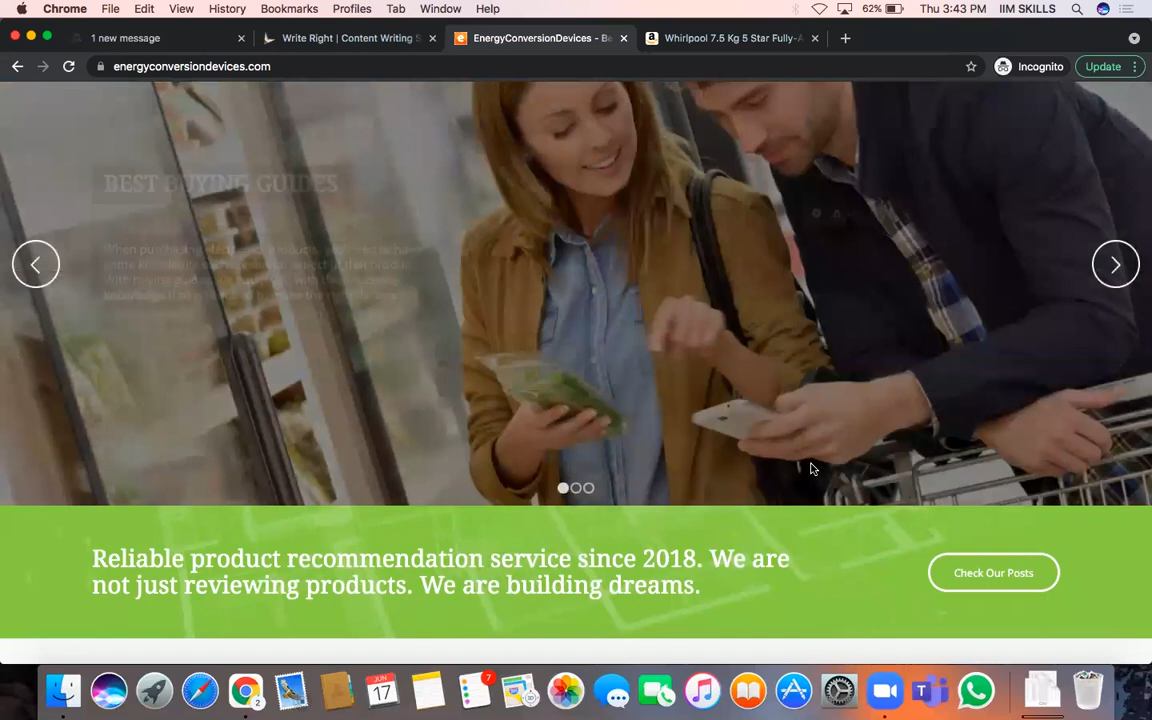 Chrome File Edit View History Bookmarks Profiles Tab Window Help 62% Thu 3:43 PM IIM SKILLS
1 new message Write Right | Content Writing S EnergyConversionDevices - Be Whirlpool 7.5 Kg 5 Star Fully-A
energyconversiondevices.com Incognito Update
BEST BUYING GUIDES
Reliable product recommendation service since 2018. We are
not just reviewing products. We are building dreams.
Check Our Posts
JUN
17
7
2